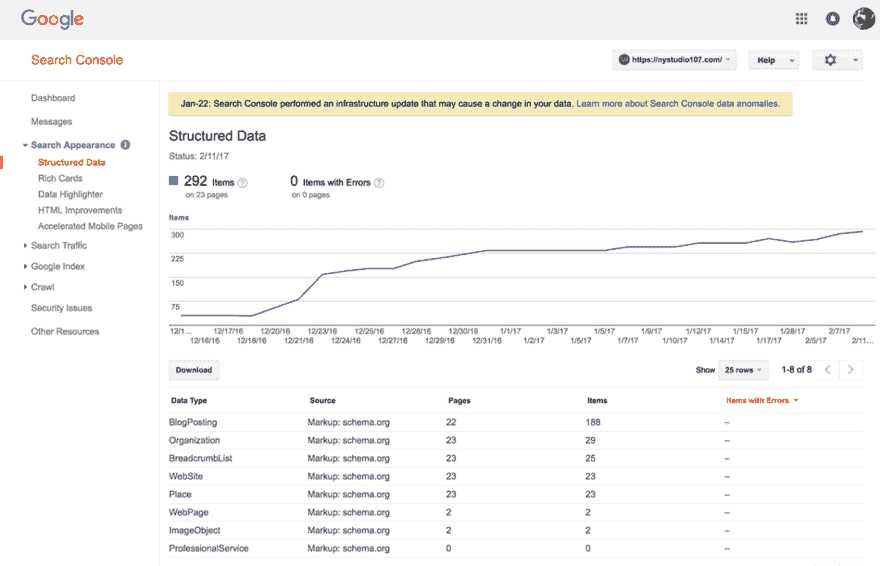 Google
Search Console
https://nystudio107.com/
Help
Dashboard
Messages
Search Appearance
Structured Data
Rich Cards
Data Highlighter
HTML Improvements
Accelerated Mobile Pages
Search Traffic
Google Index
Crawl
Security Issues
Other Resources
Jan-22: Search Console performed an infrastructure update that may cause a change in your data. Learn more about Search Console data anomalies.
Structured Data
Status: 2/11/17
292 Items ? 0 Items with Errors ?
on 23 pages on 0 pages
Items
300
225
150
75
12/1... 12/17/16 12/20/16 12/23/16 12/25/16 12/28/16 12/30/16 1/1/17 1/3/17 1/5/17 1/9/17 1/12/17 1/15/17 1/28/17 2/7/17
12/16/16 12/18/16 12/21/16 12/24/16 12/27/16 12/29/16 12/31/16 1/2/17 1/5/17 1/7/17 1/10/17 1/14/17 1/17/17 2/5/17 2/11...
Download Show 25 rows 1-8 of 8
Data Type Source Pages Items Items with Errors
BlogPosting Markup: schema.org 22 188 –
Organization Markup: schema.org 23 29 –
BreadcrumbList Markup: schema.org 23 25 –
WebSite Markup: schema.org 23 23 –
Place Markup: schema.org 23 23 –
WebPage Markup: schema.org 2 2 –
ImageObject Markup: schema.org 2 2 –
ProfessionalService Markup: schema.org 0 0 –